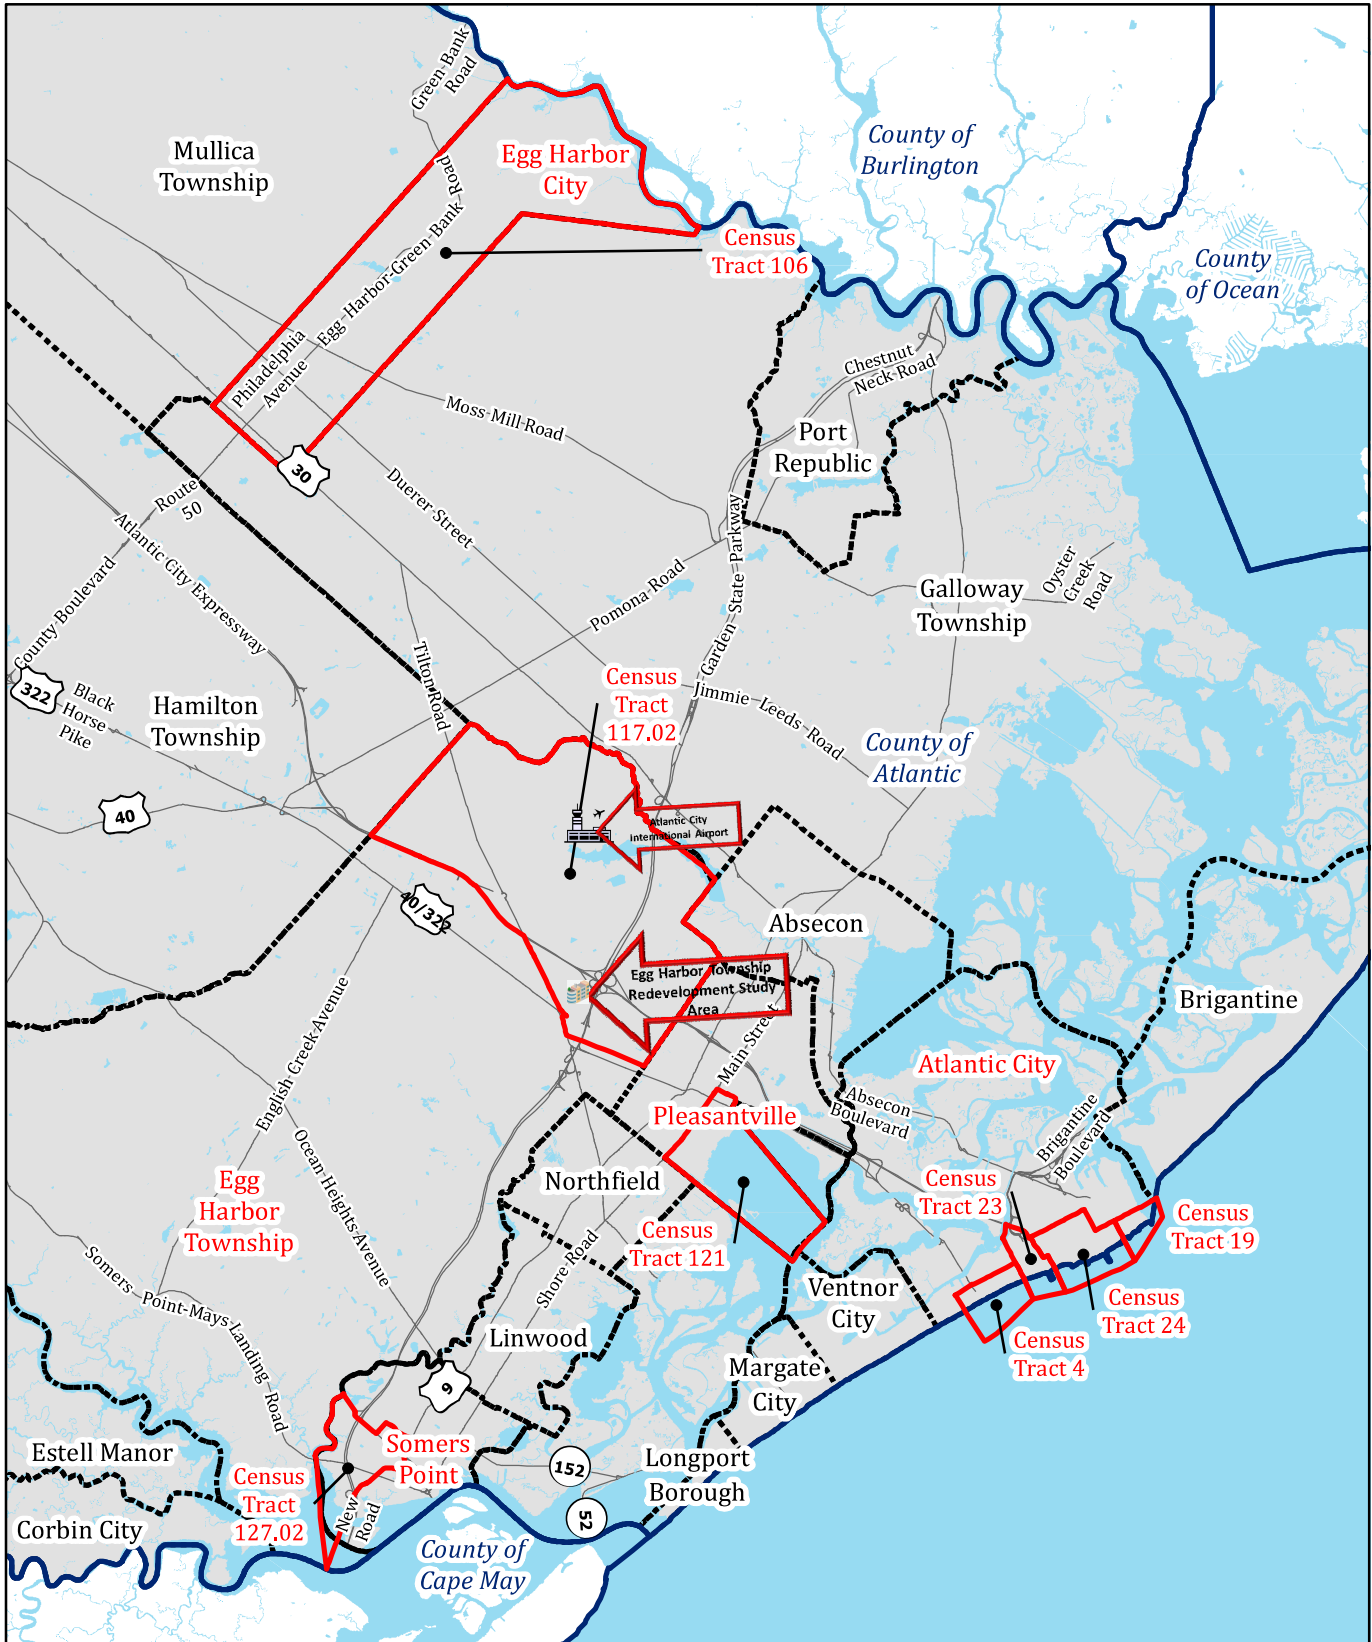 Green-Bank
Road
Mullica
Township
Egg Harbor
City
County of
Burlington
Road
Census
Tract 106
County
of Ocean
Egg-Harbor-Green-Bank
Philadelphia
Avenue
Chestnut
Neck-Road
Moss-Mill-Road
Port
Republic
30
Route
50
Duerer-Street
Atlantic-City-Expressway
Garden-State-Parkway
County-Boulevard
Pomona-Road
Galloway
Township
Oyster
Creek
Road
Tilton-Road
322
Black
Horse
Pike
Hamilton
Township
Census
Tract
117.02
Jimmie-Leeds-Road
County of
Atlantic
40
Atlantic City
International Airport
40/322
Absecon
Egg Harbor Township
Redevelopment Study
Area
Brigantine
English-Creek-Avenue
Main-Street
Atlantic City
Absecon
Boulevard
Brigantine
Boulevard
Pleasantville
Ocean-Heights-Avenue
Northfield
Egg
Harbor
Township
Census
Tract 23
Census
Tract 19
Census
Tract 121
Shore-Road
Somers
Point-Mays-Landing
Road
Ventnor
City
Census
Tract 24
Linwood
Census
Tract 4
Margate
City
9
Somers
Point
Estell Manor
Longport
Borough
152
Census
Tract
127.02
New
Road
52
Corbin City
County of
Cape May